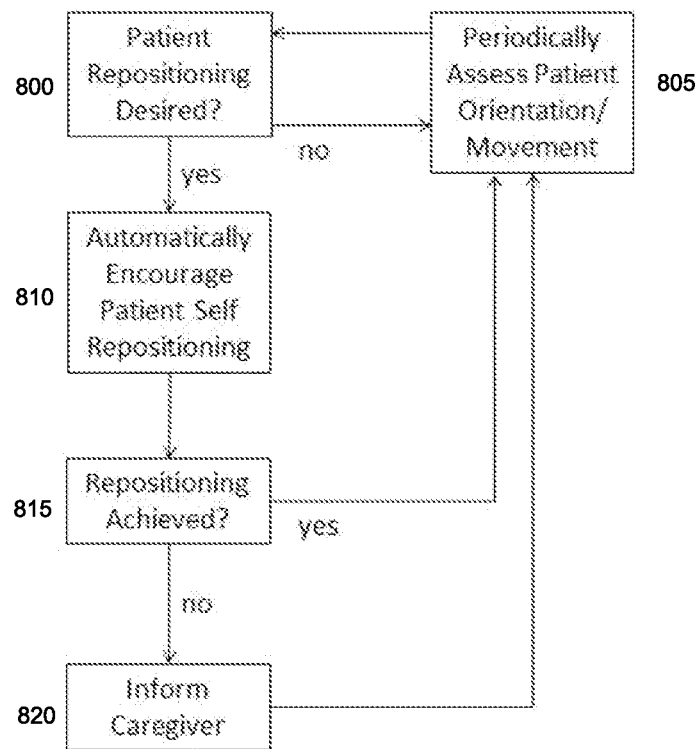 800
Patient
Repositioning
Desired?
Periodically
Assess Patient
Orientation/
Movement
805
no
yes
810
Automatically
Encourage
Patient Self
Repositioning
815
Repositioning
Achieved?
yes
no
820
Inform
Caregiver